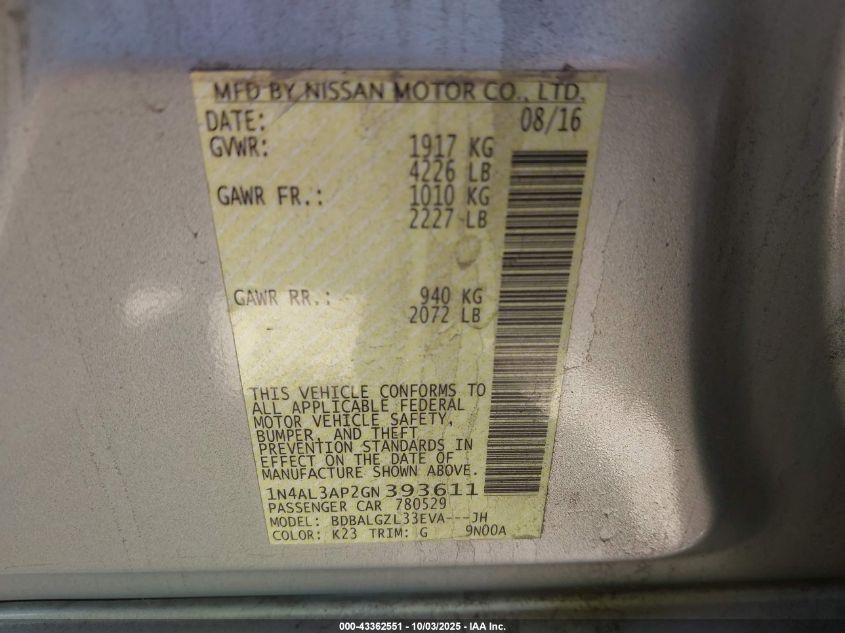 MFD BY NISSAN MOTOR CO., LTD.
DATE: 08/16
GVWR: 1917 KG
4226 LB
GAWR FR.: 1010 KG
2227 LB
GAWR RR.: 940 KG
2072 LB
THIS VEHICLE CONFORMS TO
ALL APPLICABLE FEDERAL
MOTOR VEHICLE SAFETY,
BUMPER, AND THEFT
PREVENTION STANDARDS IN
EFFECT ON THE DATE OF
MANUFACTURE SHOWN ABOVE.
1N4AL3AP2GN393611
PASSENGER CAR 780529
MODEL: BDBALGZL33EVA---JH
COLOR: K23 TRIM: G 9N00A
000-43362551 - 10/03/2025 - IAA Inc.